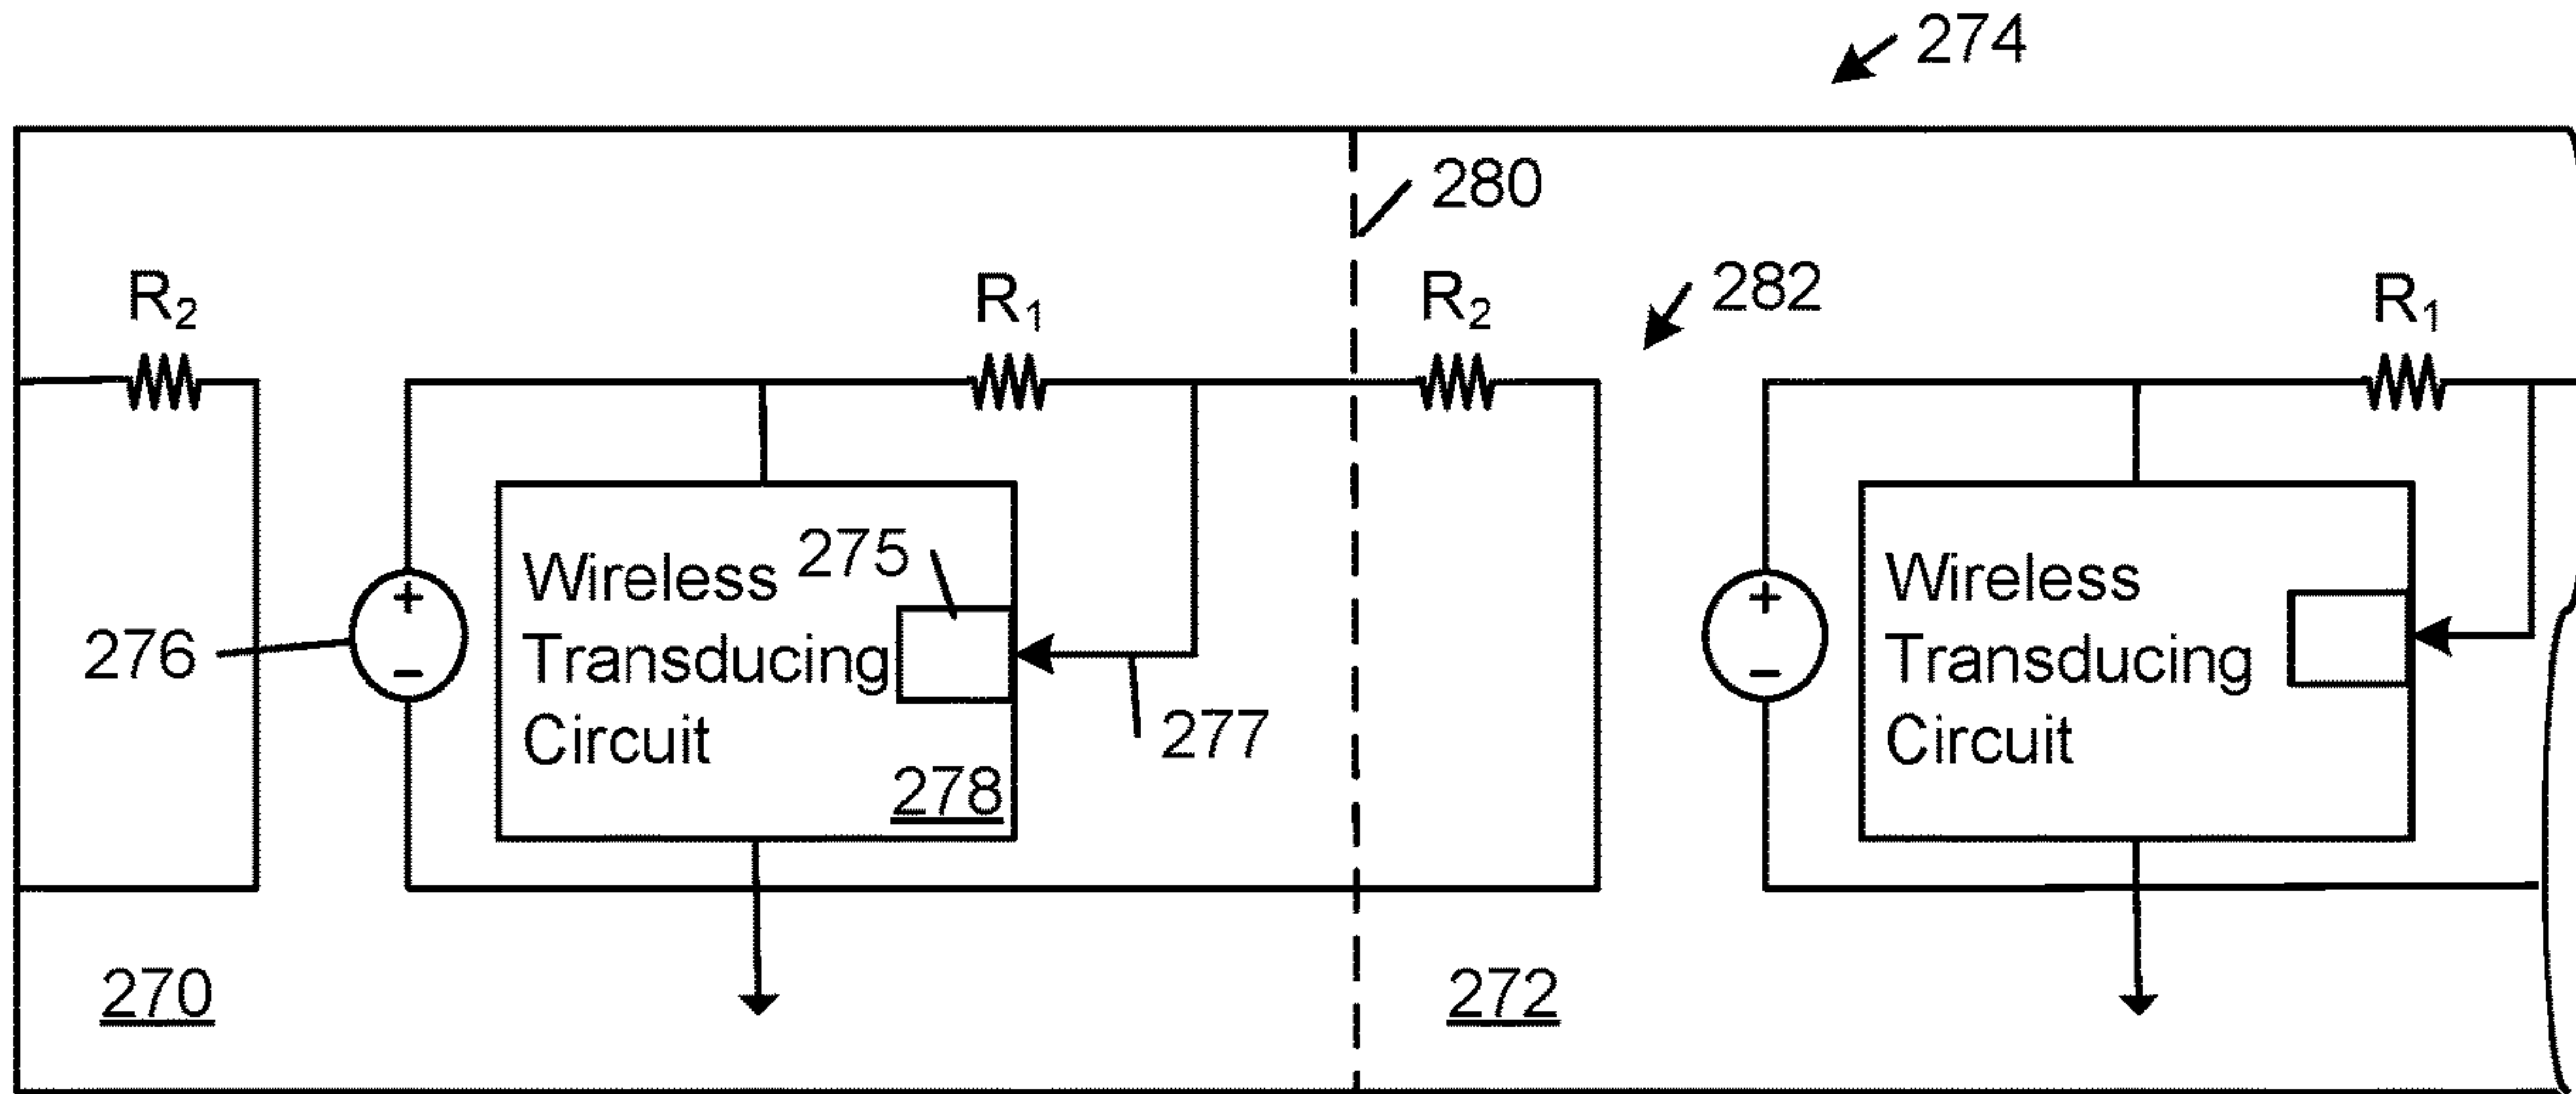 274
280
R2
R1
R2
282
R1
Wireless
Transducing
Circuit
275
276
277
278
Wireless
Transducing
Circuit
270
272